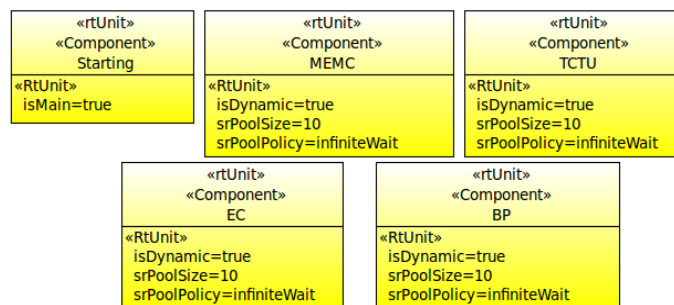 «rtUnit»
«Component»
Starting
«RtUnit»
isMain=true
«rtUnit»
«Component»
MEMC
«RtUnit»
isDynamic=true
srPoolSize=10
srPoolPolicy=infiniteWait
«rtUnit»
«Component»
TCTU
«RtUnit»
isDynamic=true
srPoolSize=10
srPoolPolicy=infiniteWait
«rtUnit»
«Component»
EC
«RtUnit»
isDynamic=true
srPoolSize=10
srPoolPolicy=infiniteWait
«rtUnit»
«Component»
BP
«RtUnit»
isDynamic=true
srPoolSize=10
srPoolPolicy=infiniteWait